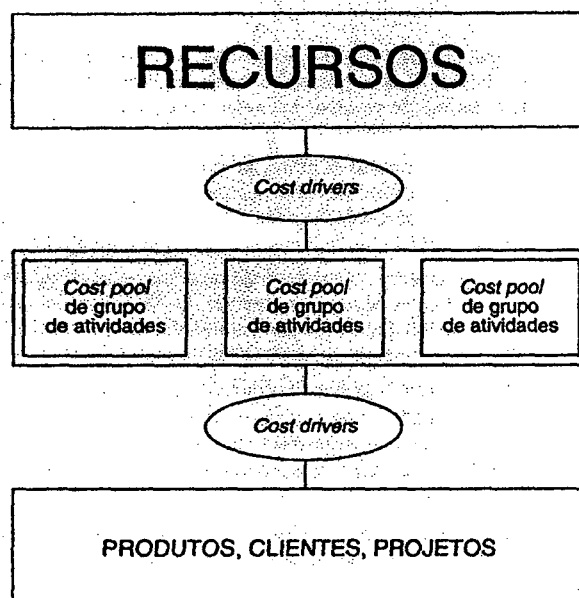 RECURSOS
Cost drivers
Cost pool
de grupo
de atividades
Cost pool
de grupo
de atividades
Cost pool
de grupo
de atividades
Cost drivers
PRODUTOS, CLIENTES, PROJETOS